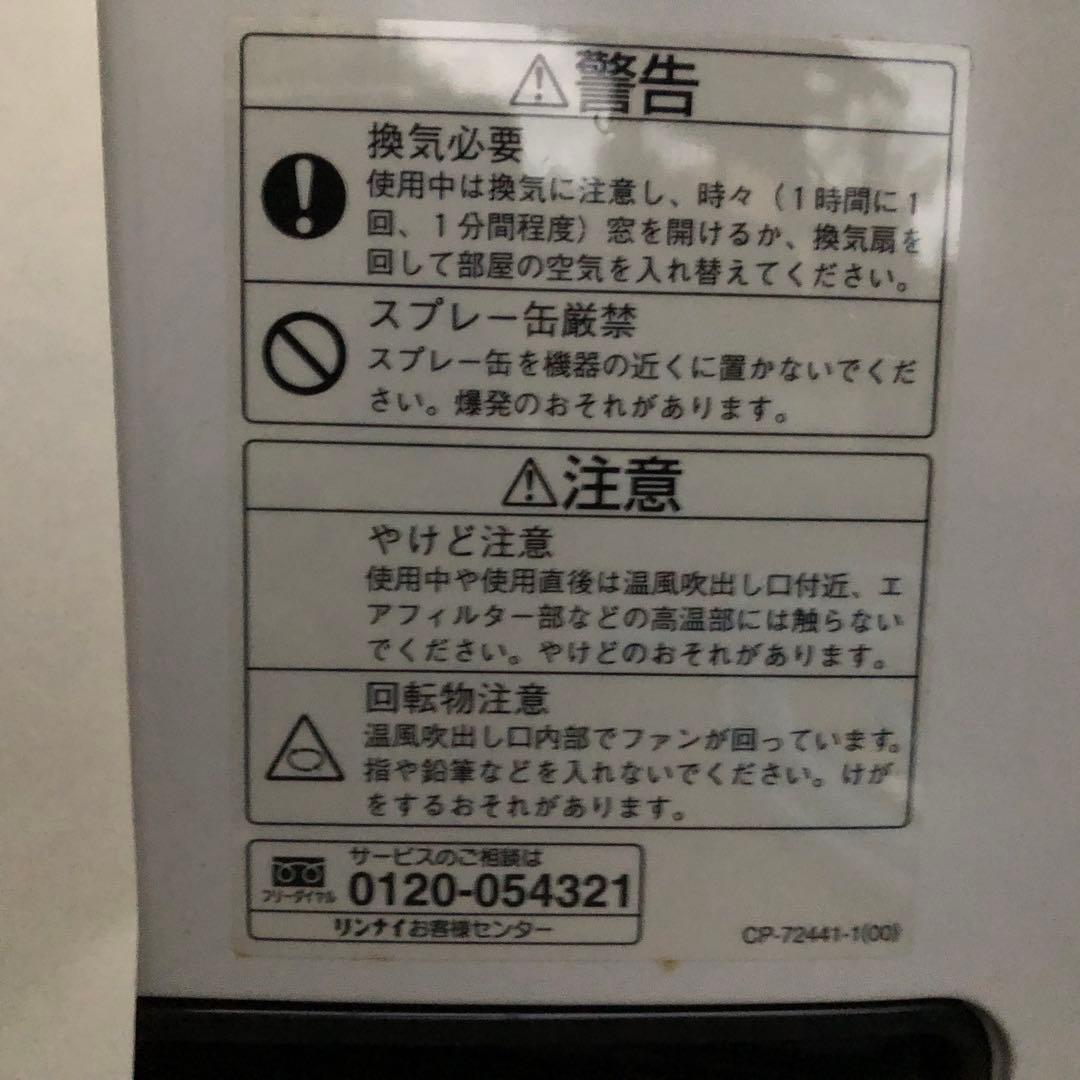 警告
換気必要
使用中は換気に注意し、時々（1時間に1
回、1分間程度）窓を開けるか、換気扇を
回して部屋の空気を入れ替えてください。
スプレー缶厳禁
スプレー缶を機器の近くに置かないでくだ
さい。爆発のおそれがあります。
注意
やけど注意
使用中や使用直後は温風吹出し口付近、エ
アフィルター部などの高温部には触らない
でください。やけどのおそれがあります。
回転物注意
温風吹出し口内部でファンが回っています。
指や鉛筆などを入れないでください。けが
をするおそれがあります。
サービスのご相談は
フリーダイヤル 0120-054321
リンナイお客様センター
CP-72441-1(00)